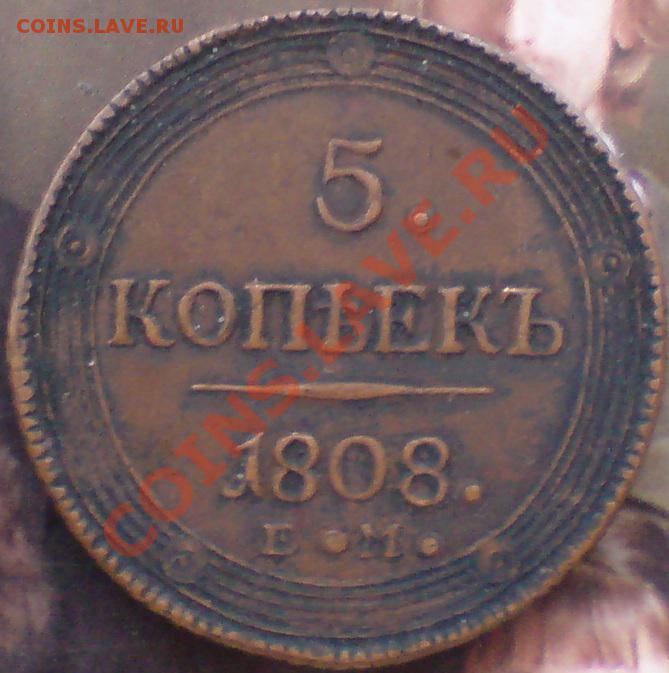 COINS.LAVE.RU
5.
КОПѢЕКЪ
1808.
Е•М•
COINS.LAVE.RU